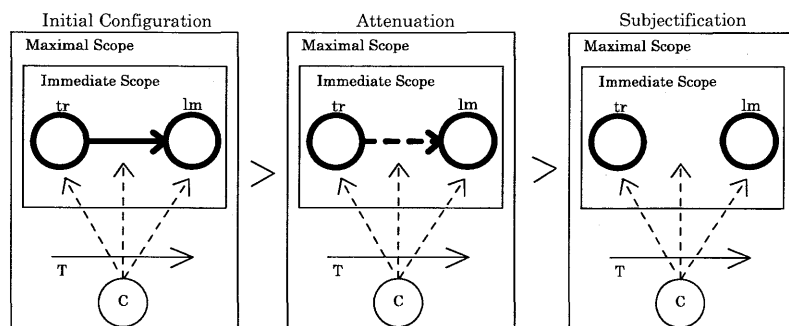 Initial Configuration
Maximal Scope
Immediate Scope
tr
lm
T
C
>
Attenuation
Maximal Scope
Immediate Scope
tr
lm
T
C
>
Subjectification
Maximal Scope
Immediate Scope
tr
lm
T
C